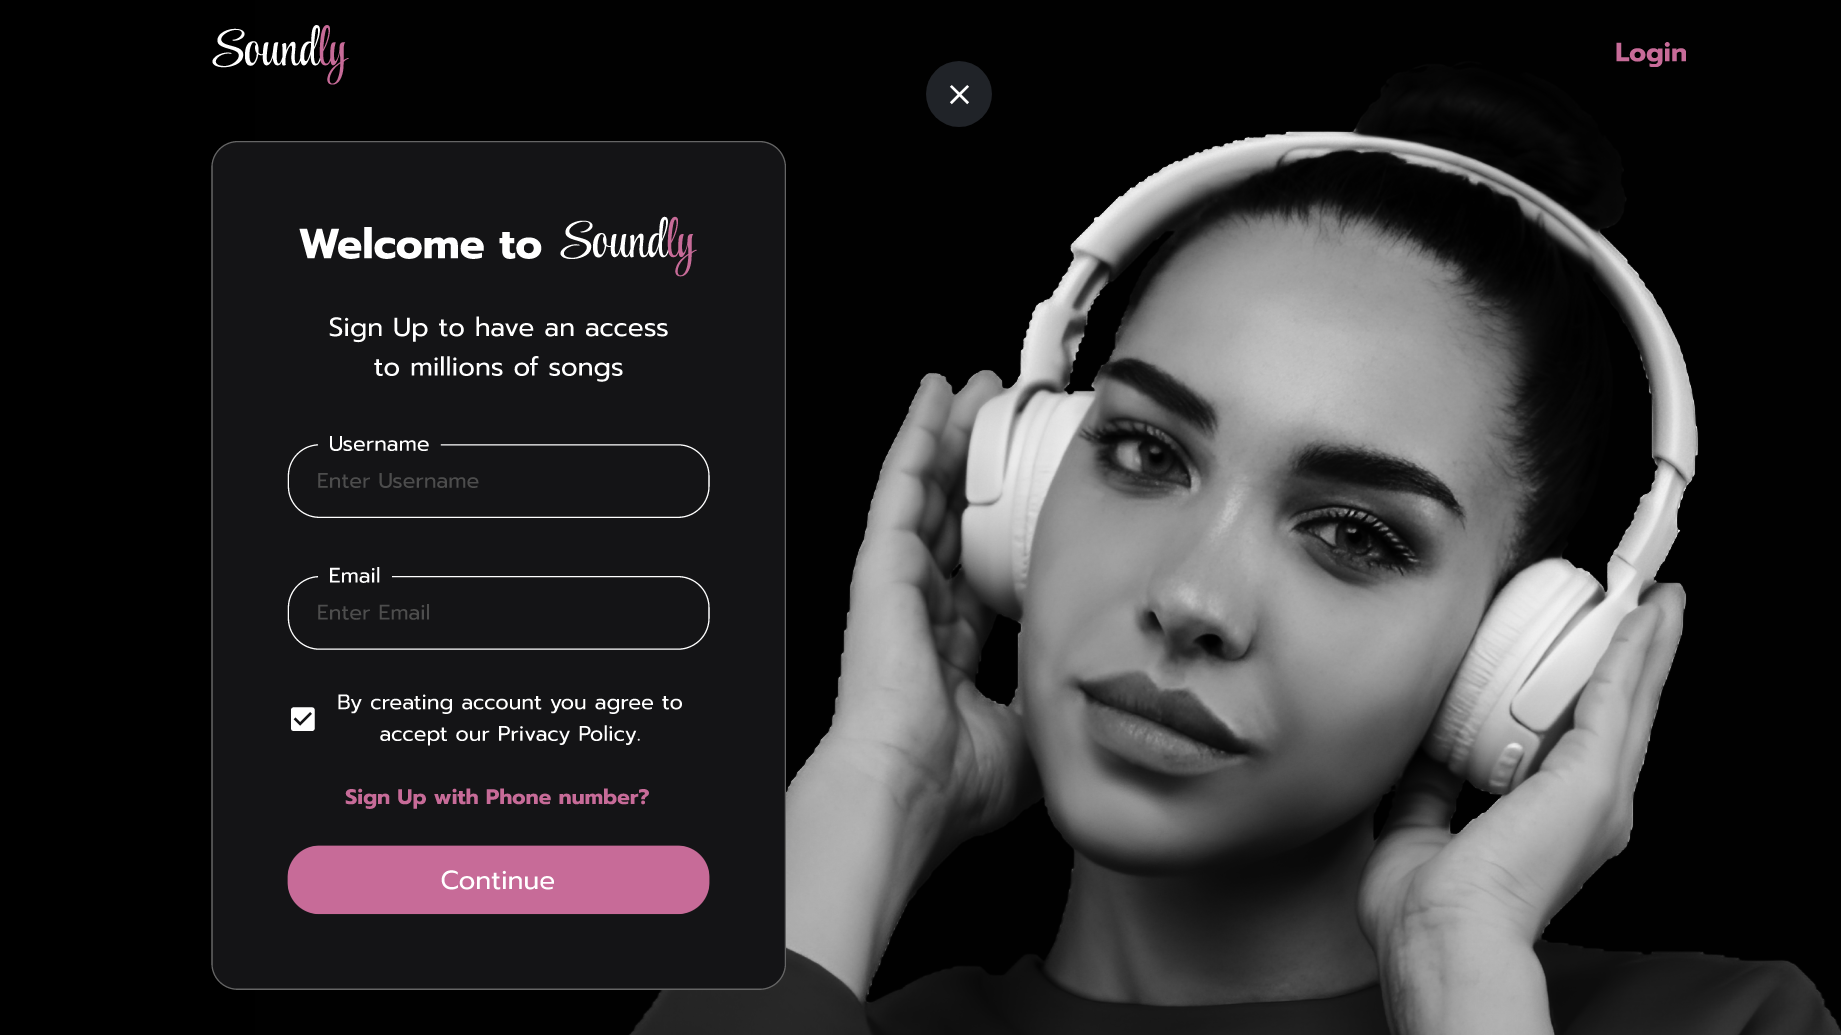 Soundly
Login
Welcome to Soundly
Sign Up to have an access
to millions of songs
Username
Enter Username
Email
Enter Email
By creating account you agree to
accept our Privacy Policy.
Sign Up with Phone number?
Continue